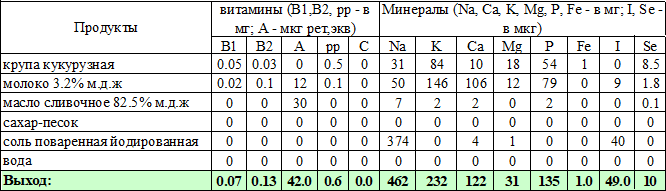 Продукты
витамины (В1,В2, рр - в мг; А - мкг рет,экв)
Минералы (Na, Ca, K, Mg, P, Fe - в мг; I, Se - в мкг)
В1 В2 А рр С Na K Ca Mg P Fe I Se
крупа кукурузная 0.05 0.03 0 0.5 0 31 84 10 18 54 1 0 8.5
молоко 3.2% м.д.ж 0.02 0.1 12 0.1 0 50 146 106 12 79 0 9 1.8
масло сливочное 82.5% м.д.ж 0 0 30 0 0 7 2 2 0 2 0 0 0.1
сахар-песок 0 0 0 0 0 0 0 0 0 0 0 0 0
соль поваренная йодированная 0 0 0 0 0 374 0 4 1 0 0 40 0
вода 0 0 0 0 0 0 0 0 0 0 0 0 0
Выход: 0.07 0.13 42.0 0.6 0.0 462 232 122 31 135 1.0 49.0 10